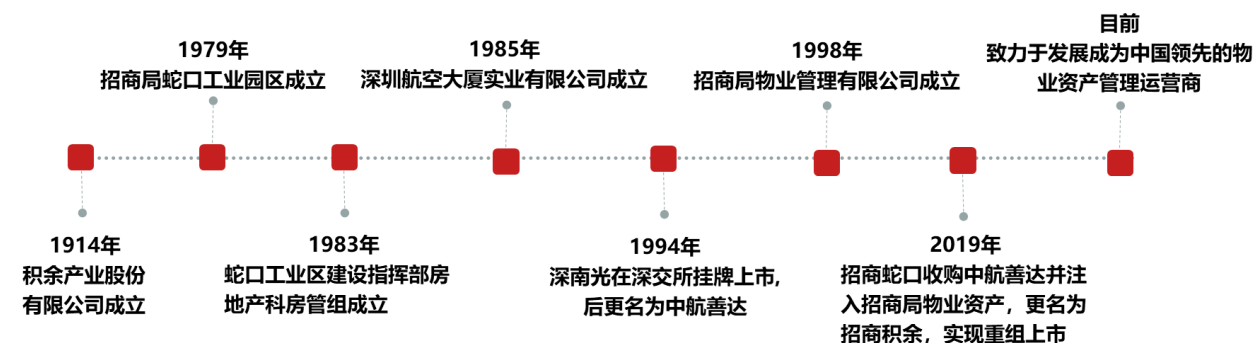 1914年
积余产业股份
有限公司成立
1979年
招商局蛇口工业园区成立
1983年
蛇口工业区建设指挥部房
地产科房管组成立
1985年
深圳航空大厦实业有限公司成立
1994年
深南光在深交所挂牌上市，
后更名为中航善达
1998年
招商局物业管理有限公司成立
2019年
招商蛇口收购中航善达并注
入招商局物业资产，更名为
招商积余，实现重组上市
目前
致力于发展成为中国领先的物
业资产管理运营商